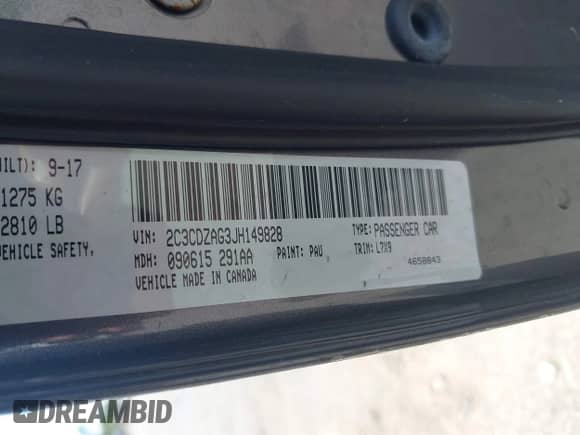 UILT): 9-17
1275 KG
2810 LB
VEHICLE SAFETY,
VIN: 2C3CDZAG3JH149828
TYPE: PASSENGER CAR
MDH: 090615 291AA
PAINT: PAU
TRIM: L7X9
VEHICLE MADE IN CANADA
4658843
DREAMBID